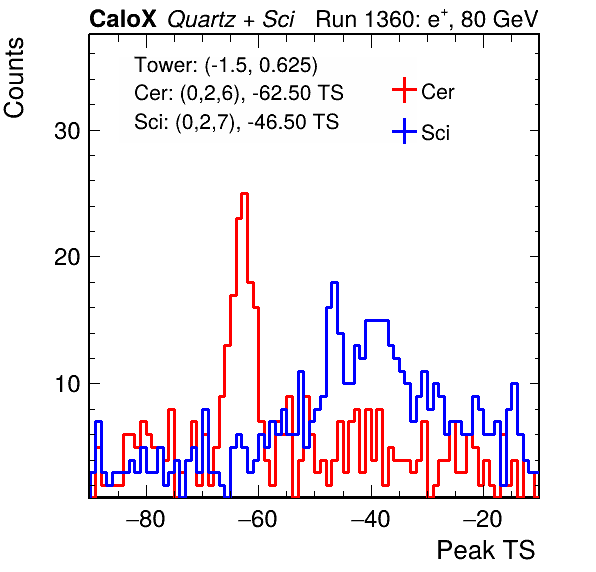 CaloX Quartz + Sci Run 1360: e+, 80 GeV
Counts
Tower: (-1.5, 0.625)
Cer: (0,2,6), -62.50 TS
Sci: (0,2,7), -46.50 TS
Cer
Sci
30
20
10
−80 −60 −40 −20
Peak TS